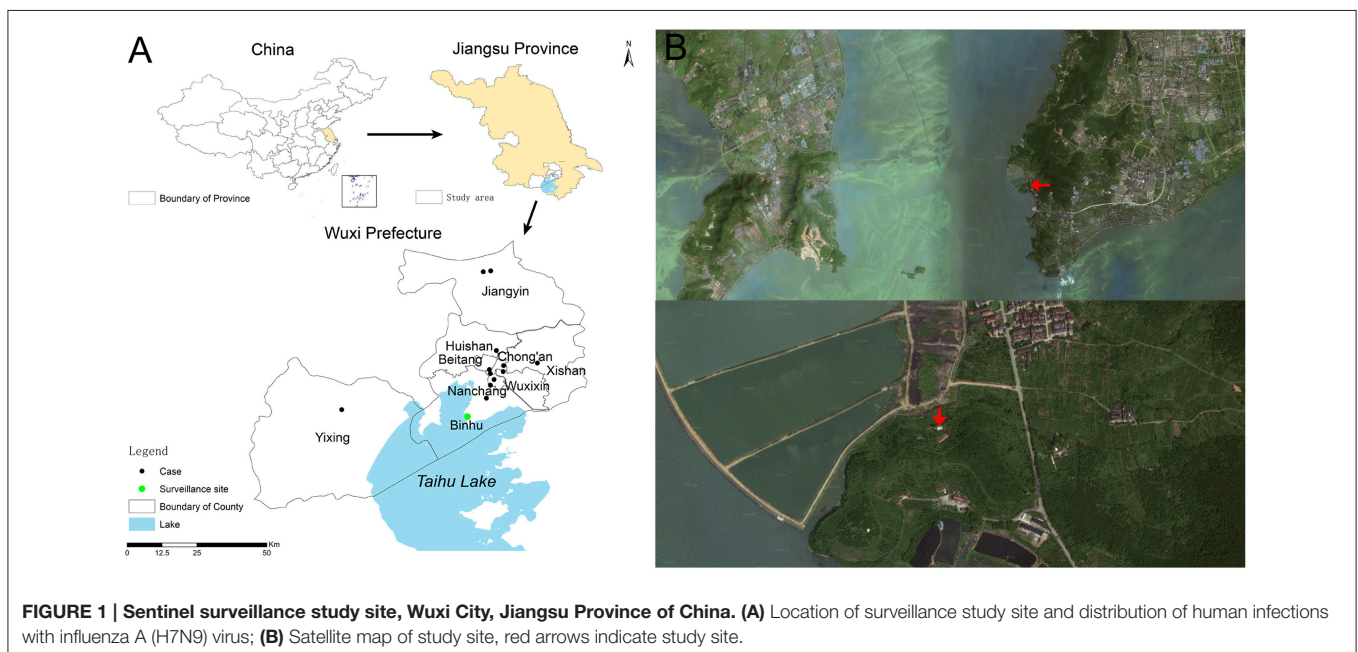 A
China
Jiangsu Province
N
B
Boundary of Province
Study area
Wuxi Prefecture
Jiangyin
Huishan
Beitang
Chong'an
Xishan
Nanchang
Wuxixin
Binhu
Yixing
Taihu Lake
Legend
Case
Surveillance site
Boundary of County
Lake
0 12.5 25 50 Km
FIGURE 1 | Sentinel surveillance study site, Wuxi City, Jiangsu Province of China. (A) Location of surveillance study site and distribution of human infections
with influenza A (H7N9) virus; (B) Satellite map of study site, red arrows indicate study site.